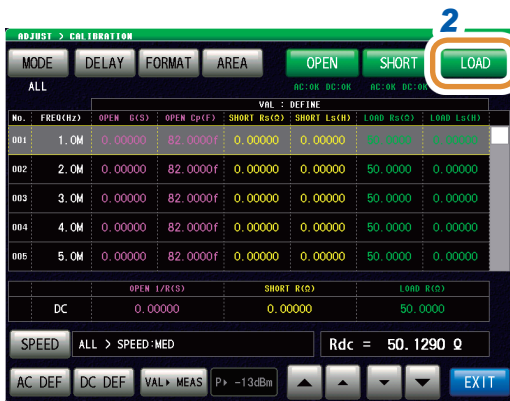 2
ADJUST > CALIBRATION
MODE DELAY FORMAT AREA OPEN SHORT LOAD
ALL AC:OK DC:OK AC:OK DC:OK
VAL : DEFINE
No. FREQ(Hz) OPEN G(S) OPEN Cp(F) SHORT Rs(Ω) SHORT Ls(H) LOAD Rs(Ω) LOAD Ls(H)
001 1.0M 0.00000 82.0000f 0.00000 0.00000 50.0000 0.00000
002 2.0M 0.00000 82.0000f 0.00000 0.00000 50.0000 0.00000
003 3.0M 0.00000 82.0000f 0.00000 0.00000 50.0000 0.00000
004 4.0M 0.00000 82.0000f 0.00000 0.00000 50.0000 0.00000
005 5.0M 0.00000 82.0000f 0.00000 0.00000 50.0000 0.00000
OPEN 1/R(S) SHORT R(Ω) LOAD R(Ω)
DC 0.00000 0.00000 50.0000
SPEED ALL > SPEED:MED Rdc = 50.1290 Ω
AC DEF DC DEF VAL▸ MEAS P▸ -13dBm EXIT